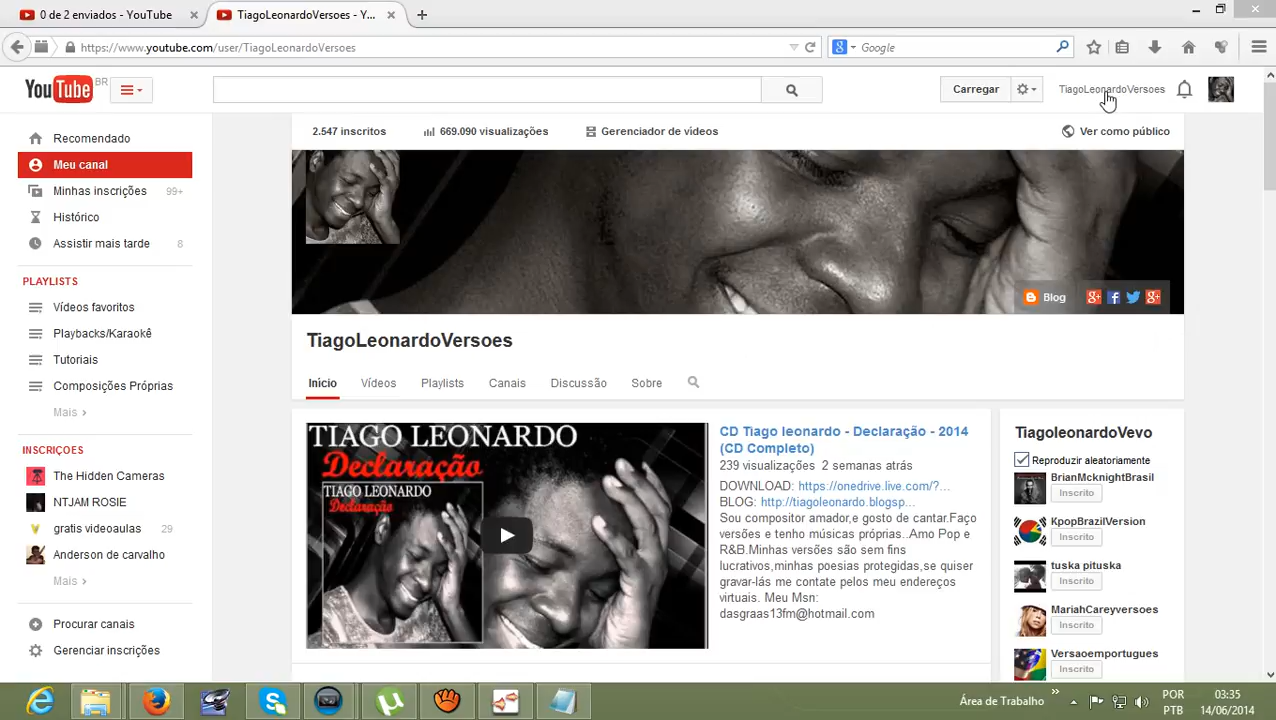 0 de 2 enviados - YouTube
TiagoLeonardoVersoes - Y...
https://www.youtube.com/user/TiagoLeonardoVersoes
Google
YouTube BR
Carregar
TiagoLeonardoVersoes
2.547 inscritos
669.090 visualizações
Gerenciador de vídeos
Ver como público
Recomendado
Meu canal
Minhas inscrições 99+
Histórico
Assistir mais tarde 8
PLAYLISTS
Vídeos favoritos
Playbacks/Karaokê
Tutoriais
Composições Próprias
Mais
INSCRIÇÕES
The Hidden Cameras
NTJAM ROSIE
gratis videoaulas 29
Anderson de carvalho
Mais
Procurar canais
Gerenciar inscrições
Blog
TiagoLeonardoVersoes
Início
Vídeos
Playlists
Canais
Discussão
Sobre
TIAGO LEONARDO
Declaração
TIAGO LEONARDO
Declaração
CD Tiago leonardo - Declaração - 2014
(CD Completo)
239 visualizações 2 semanas atrás
DOWNLOAD: https://onedrive.live.com/?...
BLOG: http://tiagoleonardo.blogsp...
Sou compositor amador,e gosto de cantar.Faço
versões e tenho músicas próprias..Amo Pop e
R&B.Minhas versões são sem fins
lucrativos,minhas poesias protegidas,se quiser
gravar-lás me contate pelos meu endereços
virtuais. Meu Msn:
dasgraas13fm@hotmail.com
TiagoleonardoVevo
Reproduzir aleatoriamente
BrianMcknightBrasil
Inscrito
KpopBrazilVersion
Inscrito
tuska pituska
Inscrito
MariahCareyversoes
Inscrito
Versaoemportugues
Inscrito
Área de Trabalho
POR
PTB
03:35
14/06/2014